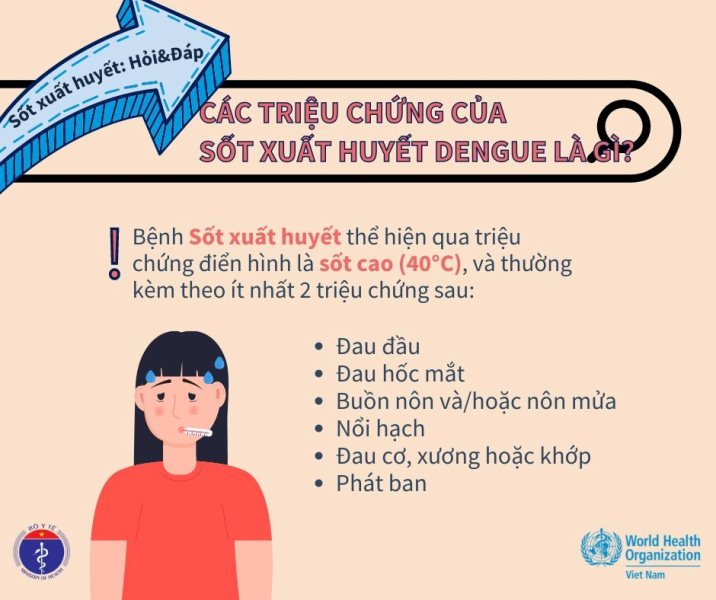 Sốt xuất huyết: Hỏi&Đáp
CÁC TRIỆU CHỨNG CỦA
SỐT XUẤT HUYẾT DENGUE LÀ GÌ?
! Bệnh Sốt xuất huyết thể hiện qua triệu
chứng điển hình là sốt cao (40°C), và thường
kèm theo ít nhất 2 triệu chứng sau:
• Đau đầu
• Đau hốc mắt
• Buồn nôn và/hoặc nôn mửa
• Nổi hạch
• Đau cơ, xương hoặc khớp
• Phát ban
BỘ Y TẾ
MINISTRY OF HEALTH
World Health
Organization
Viet Nam